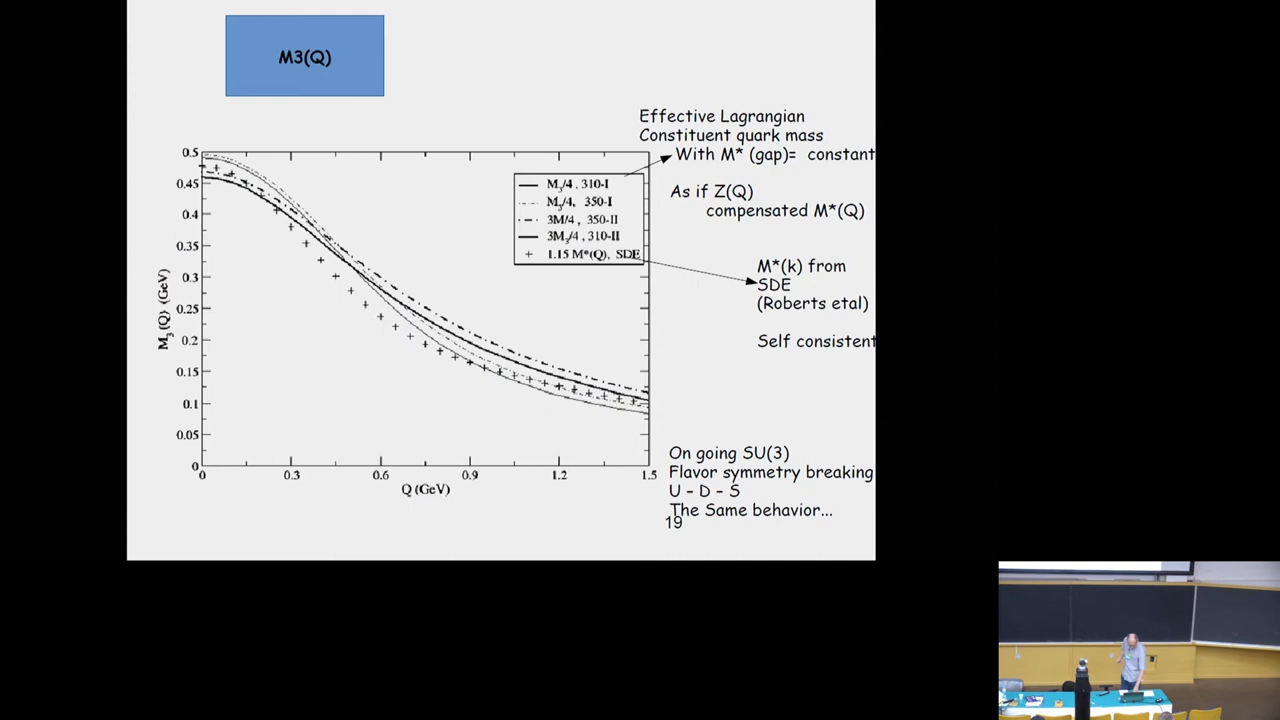 M3(Q)
Effective Lagrangian
Constituent quark mass
With M* (gap)= constant
As if Z(Q)
compensated M*(Q)
M*(k) from
SDE
(Roberts etal)
Self consistent
0.5
0.45
0.4
0.35
0.3
0.25
0.2
0.15
0.1
0.05
0
M3(Q) (GeV)
M3/4, 310-I
M3/4, 350-I
3M/4, 350-II
3M3/4, 310-II
1.15 M*(Q), SDE
0 0.3 0.6 0.9 1.2 1.5
Q (GeV)
On going SU(3)
Flavor symmetry breaking
U - D - S
The Same behavior...
19